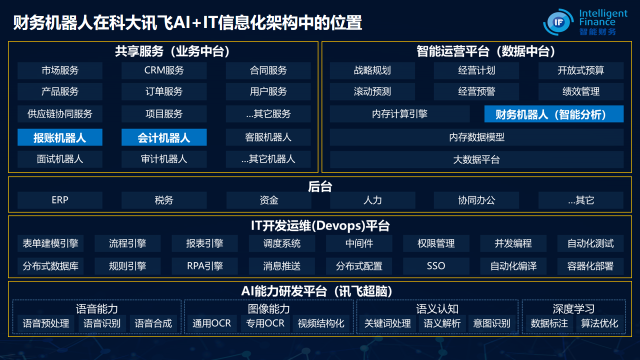 财务机器人在科大讯飞AI+IT信息化架构中的位置
Intelligent
Finance
智能财务
IF
共享服务（业务中台）
市场服务 CRM服务 合同服务
产品服务 订单服务 用户服务
供应链协同服务 项目服务 ...其它服务
报账机器人 会计机器人 客服机器人
面试机器人 审计机器人 ...其它机器人
智能运营平台（数据中台）
战略规划 经营计划 开放式预算
滚动预测 经营预警 绩效管理
内存计算引擎 财务机器人（智能分析）
内存数据模型
大数据平台
后台
ERP 税务 资金 人力 协同办公 ...其它
IT开发运维(Devops)平台
表单建模引擎 流程引擎 报表引擎 调度系统 中间件 权限管理 并发编程 自动化测试
分布式数据库 规则引擎 RPA引擎 消息推送 分布式配置 SSO 自动化编译 容器化部署
AI能力研发平台（讯飞超脑）
语音能力 图像能力 语义认知 深度学习
语音预处理 语音识别 语音合成 通用OCR 专用OCR 视频结构化 关键词处理 语义解析 意图识别 数据标注 算法优化